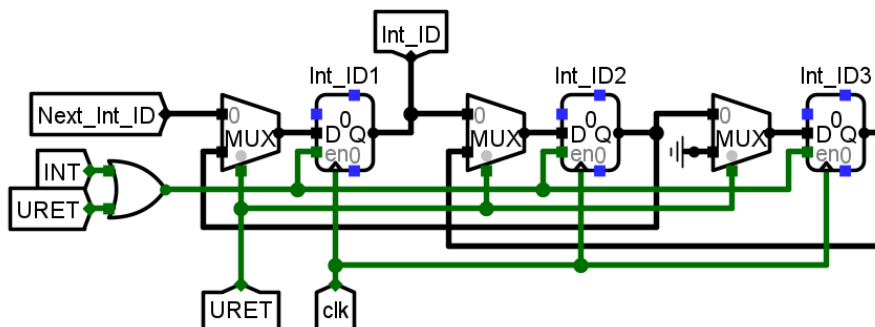 Int_ID
Int_ID1
Int_ID2
Int_ID3
Next_Int_ID
0
MUX
0
D Q
en0
0
MUX
0
D Q
en0
0
MUX
0
D Q
en0
INT
URET
URET
clk